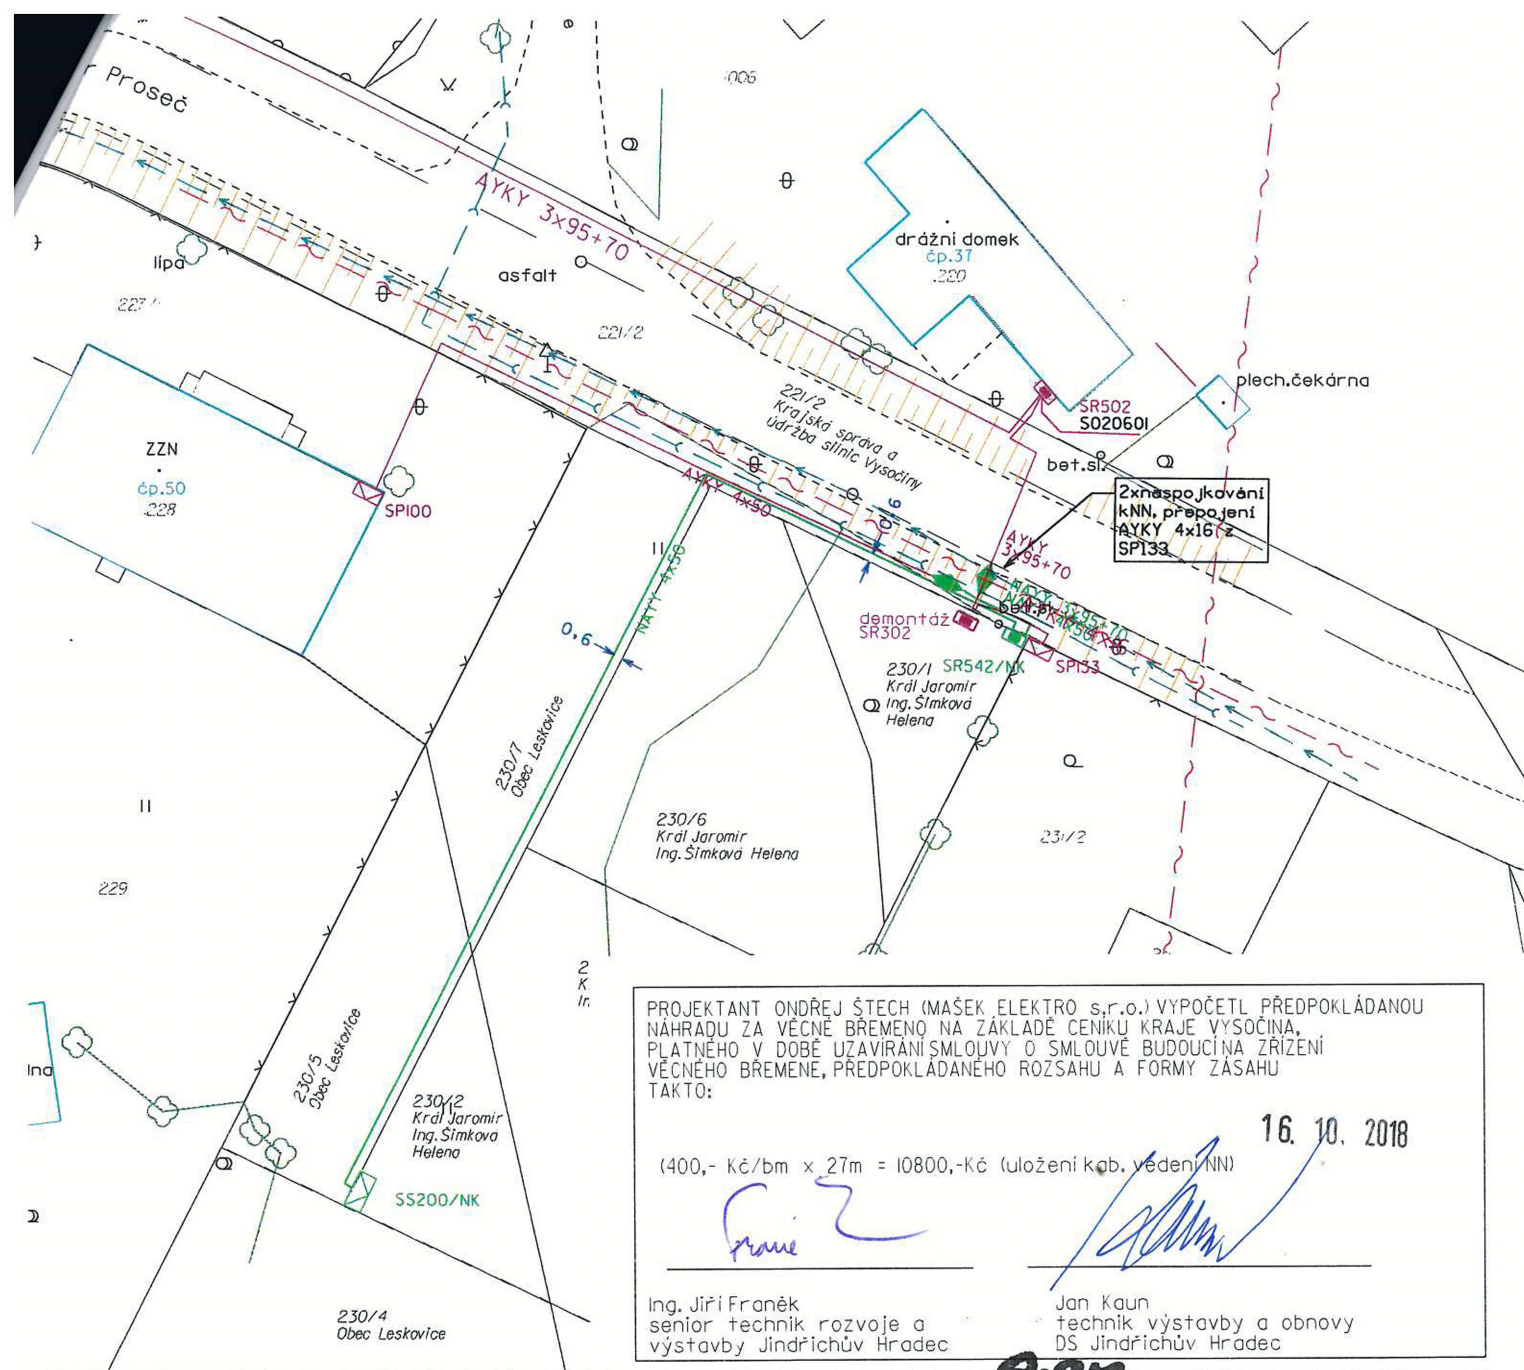 Proseč
1006
AYKY 3x95+70
lípa
asfalt
drážní domek
čp.37
.220
221/2
plech.čekárna
SR502
S020601
221/2
Krajská správa a
údržba silnic Vysočiny
bet.sl.
ZZN
čp.50
.228
SP100
AYKY 4x50
0,6
2xnaspojkování
kNN, přepojení
AYKY 4x16 z
SP133
AYKY
3x95+70
NAYY 4x50
0,6
demontáž
SR302
bet.sl.
SR542/NK
SP133
230/1
Král Jaromír
Ing.Šímková
Helena
230/7
Obec Leskovice
230/6
Král Jaromír
Ing.Šímková Helena
231/2
229
230/5
Obec Leskovice
230/2
Král Jaromír
Ing.Šímková
Helena
SS200/NK
230/4
Obec Leskovice
PROJEKTANT ONDŘEJ ŠTECH (MAŠEK ELEKTRO s.r.o.) VYPOČETL PŘEDPOKLÁDANOU
NÁHRADU ZA VĚCNÉ BŘEMENO NA ZÁKLADĚ CENÍKU KRAJE VYSOČINA,
PLATNÉHO V DOBĚ UZAVÍRÁNÍ SMLOUVY O SMLOUVĚ BUDOUCÍ NA ZŘÍZENÍ
VĚCNÉHO BŘEMENE, PŘEDPOKLÁDANÉHO ROZSAHU A FORMY ZÁSAHU
TAKTO:
16. 10. 2018
(400,- Kč/bm x 27m = 10800,-Kč (uložení kab. vedení NN)
Ing. Jiří Franěk
senior technik rozvoje a
výstavby Jindřichův Hradec
Jan Kaun
technik výstavby a obnovy
DS Jindřichův Hradec